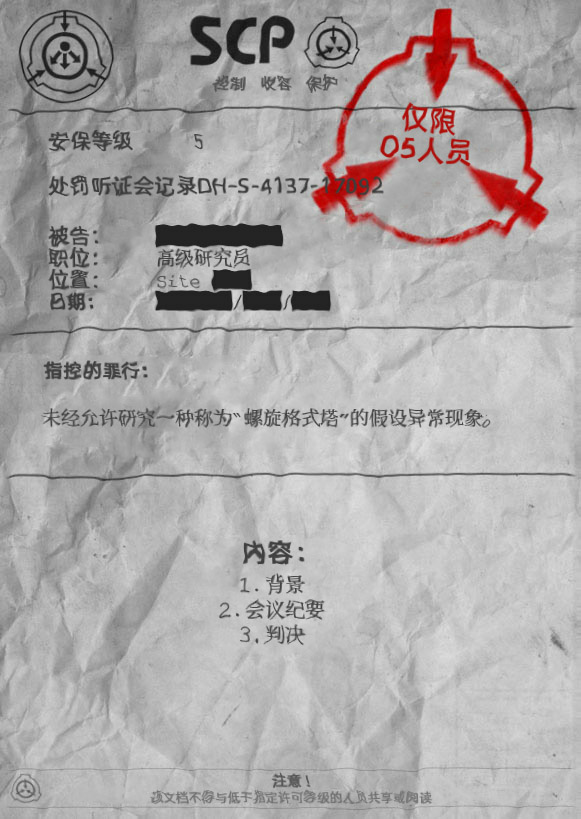 SCP
控制 收容 保护
仅限
O5人员
安保等级 5
处罚听证会记录DH-S-4137-17092
被告：
职位： 高级研究员
位置： Site
日期： / /
指控的罪行：
未经允许研究一种称为“螺旋格式塔”的假设异常现象。
内容：
1.背景
2.会议纪要
3.判决
注意！
该文档不得与低于指定许可等级的人员共享或阅读